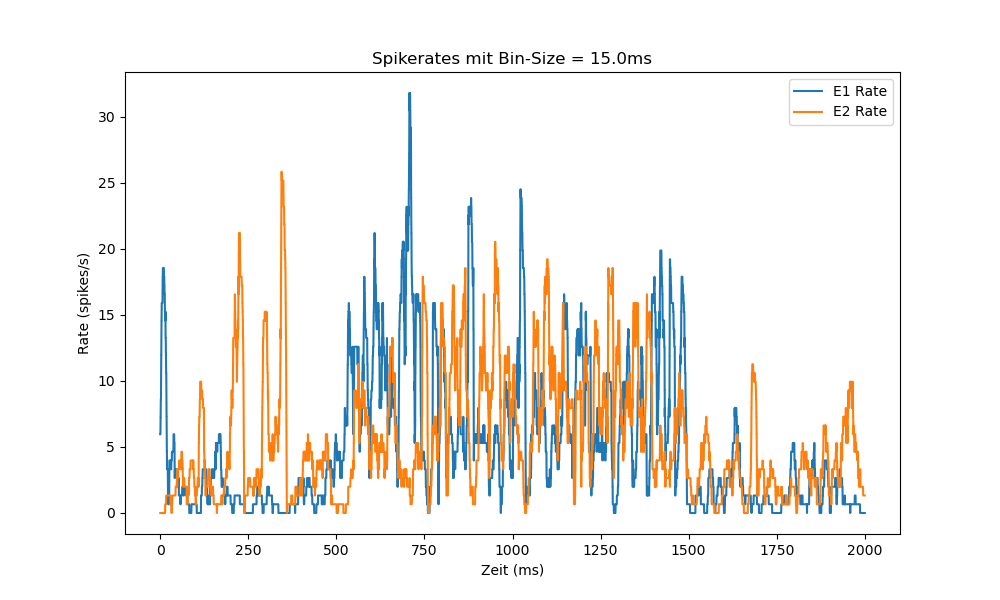 Spikerates mit Bin-Size = 15.0ms
E1 Rate
E2 Rate
Rate (spikes/s)
30
25
20
15
10
5
0
0 250 500 750 1000 1250 1500 1750 2000
Zeit (ms)